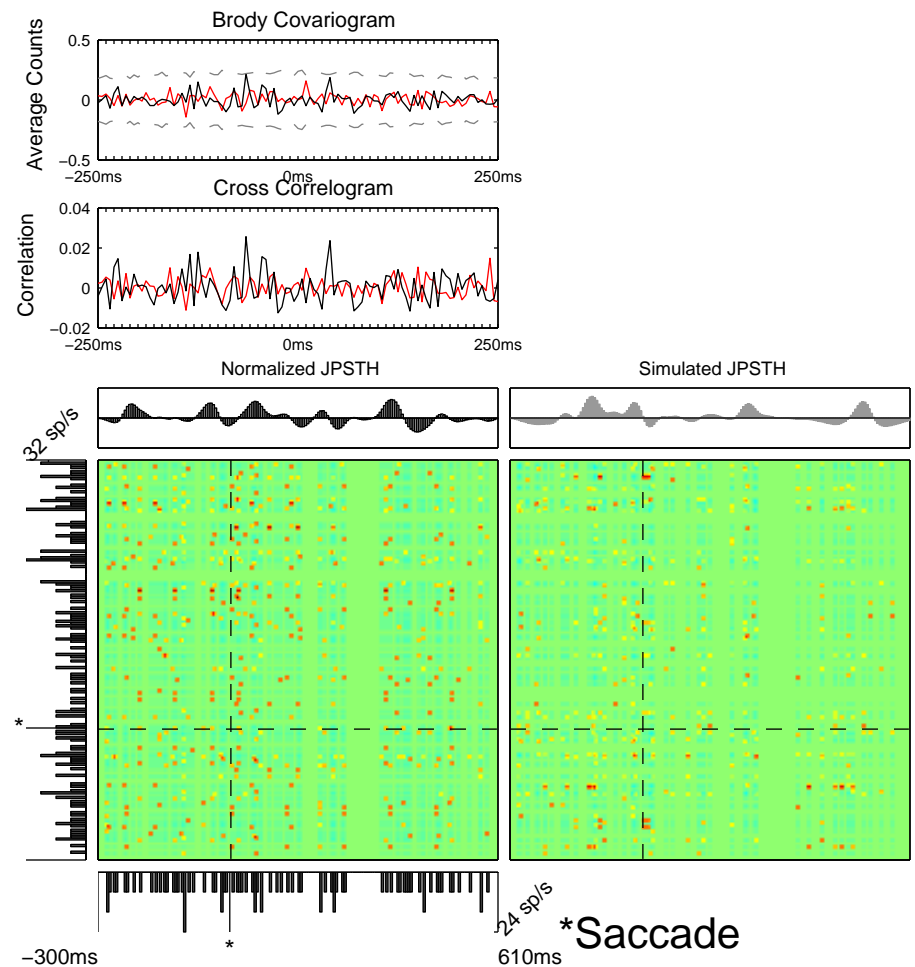 Brody Covariogram
Average Counts
0.5
0
−0.5
−250ms
0ms
250ms
Cross Correlogram
Correlation
0.04
0.02
0
−0.02
−250ms
0ms
250ms
Normalized JPSTH
Simulated JPSTH
32 sp/s
*
*
24 sp/s
*Saccade
−300ms
610ms